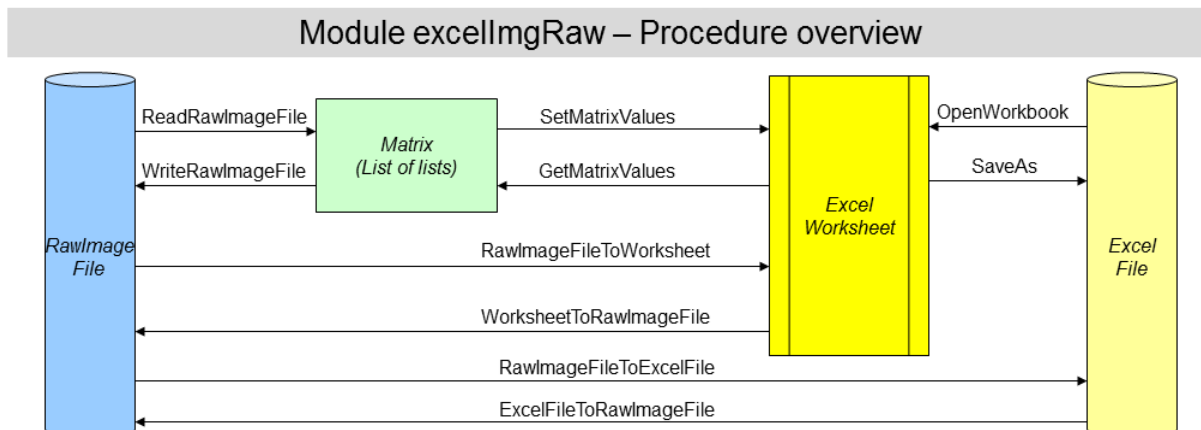 Module excelImgRaw – Procedure overview
ReadRawImageFile
SetMatrixValues
OpenWorkbook
Matrix
(List of lists)
WriteRawImageFile
GetMatrixValues
SaveAs
Excel
Worksheet
RawImage
File
RawImageFileToWorksheet
Excel
File
WorksheetToRawImageFile
RawImageFileToExcelFile
ExcelFileToRawImageFile